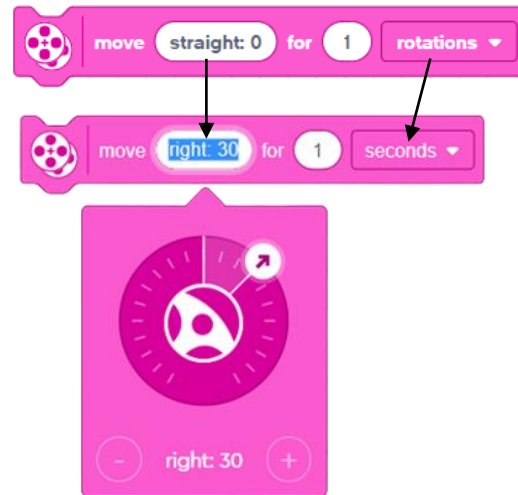 move straight: 0 for 1 rotations
move right: 30 for 1 seconds
- right: 30 +